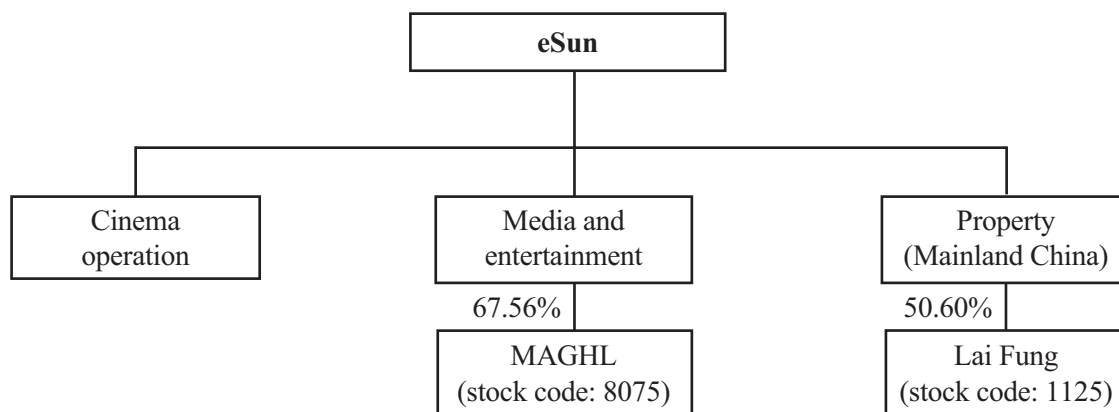 eSun
Cinema
operation
Media and
entertainment
Property
(Mainland China)
67.56%
50.60%
MAGHL
(stock code: 8075)
Lai Fung
(stock code: 1125)